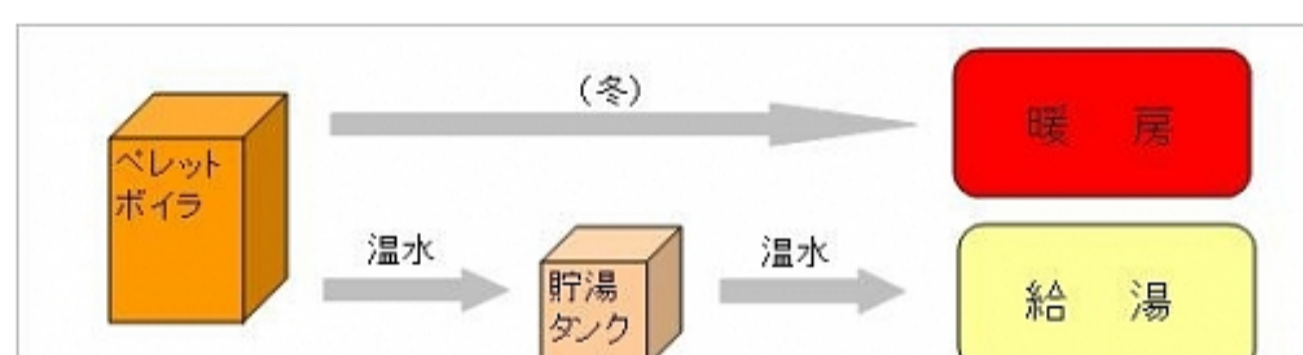 (冬)
暖 房
ペレット
ボイラ
温水
温水
貯湯
タンク
給 湯